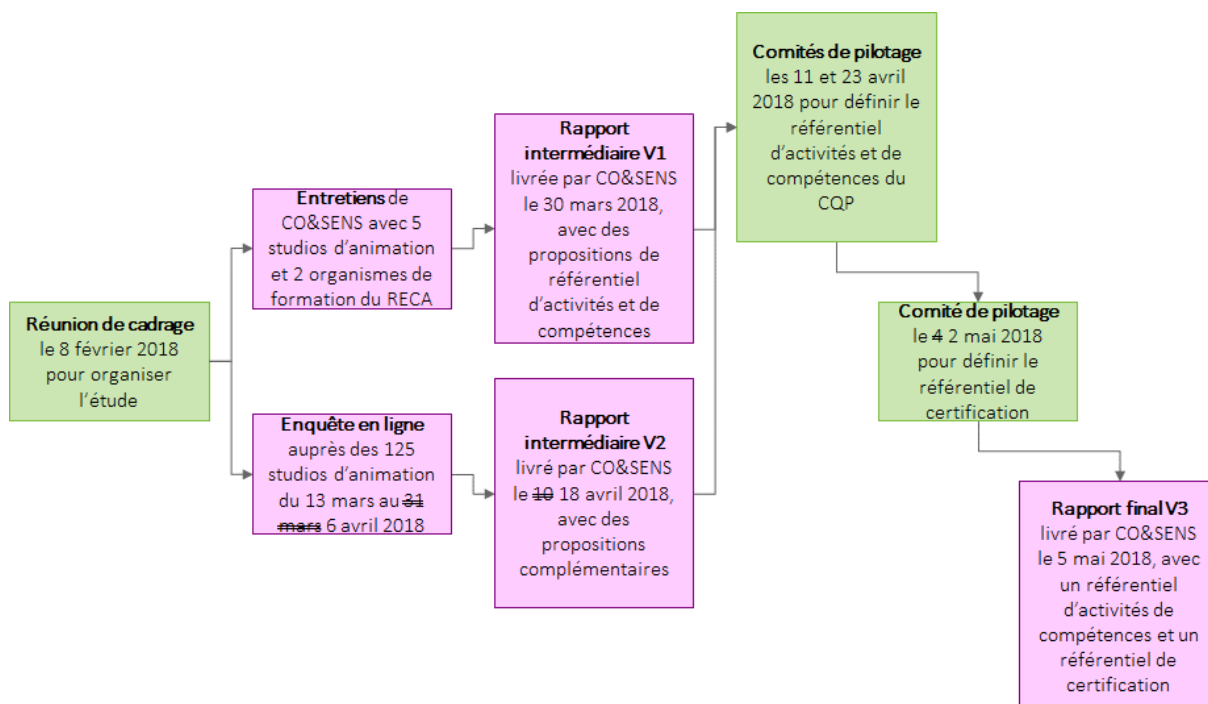 Réunion de cadrage
le 8 février 2018
pour organiser
l’étude
Entretiens de
CO&SENS avec 5
studios d’animation
et 2 organismes de
formation du RECA
Enquête en ligne
auprès des 125
studios d’animation
du 13 mars au 31
mars 6 avril 2018
Rapport
intermédiaire V1
livrée par CO&SENS
le 30 mars 2018,
avec des
propositions de
référentiel
d’activités et de
compétences
Rapport
intermédiaire V2
livré par CO&SENS
le 10 18 avril 2018,
avec des
propositions
complémentaires
Comités de pilotage
les 11 et 23 avril
2018 pour définir le
référentiel
d’activités et de
compétences du
CQP
Comité de pilotage
le 4 2 mai 2018
pour définir le
référentiel de
certification
Rapport final V3
livré par CO&SENS
le 5 mai 2018, avec
un référentiel
d’activités de
compétences et un
référentiel de
certification